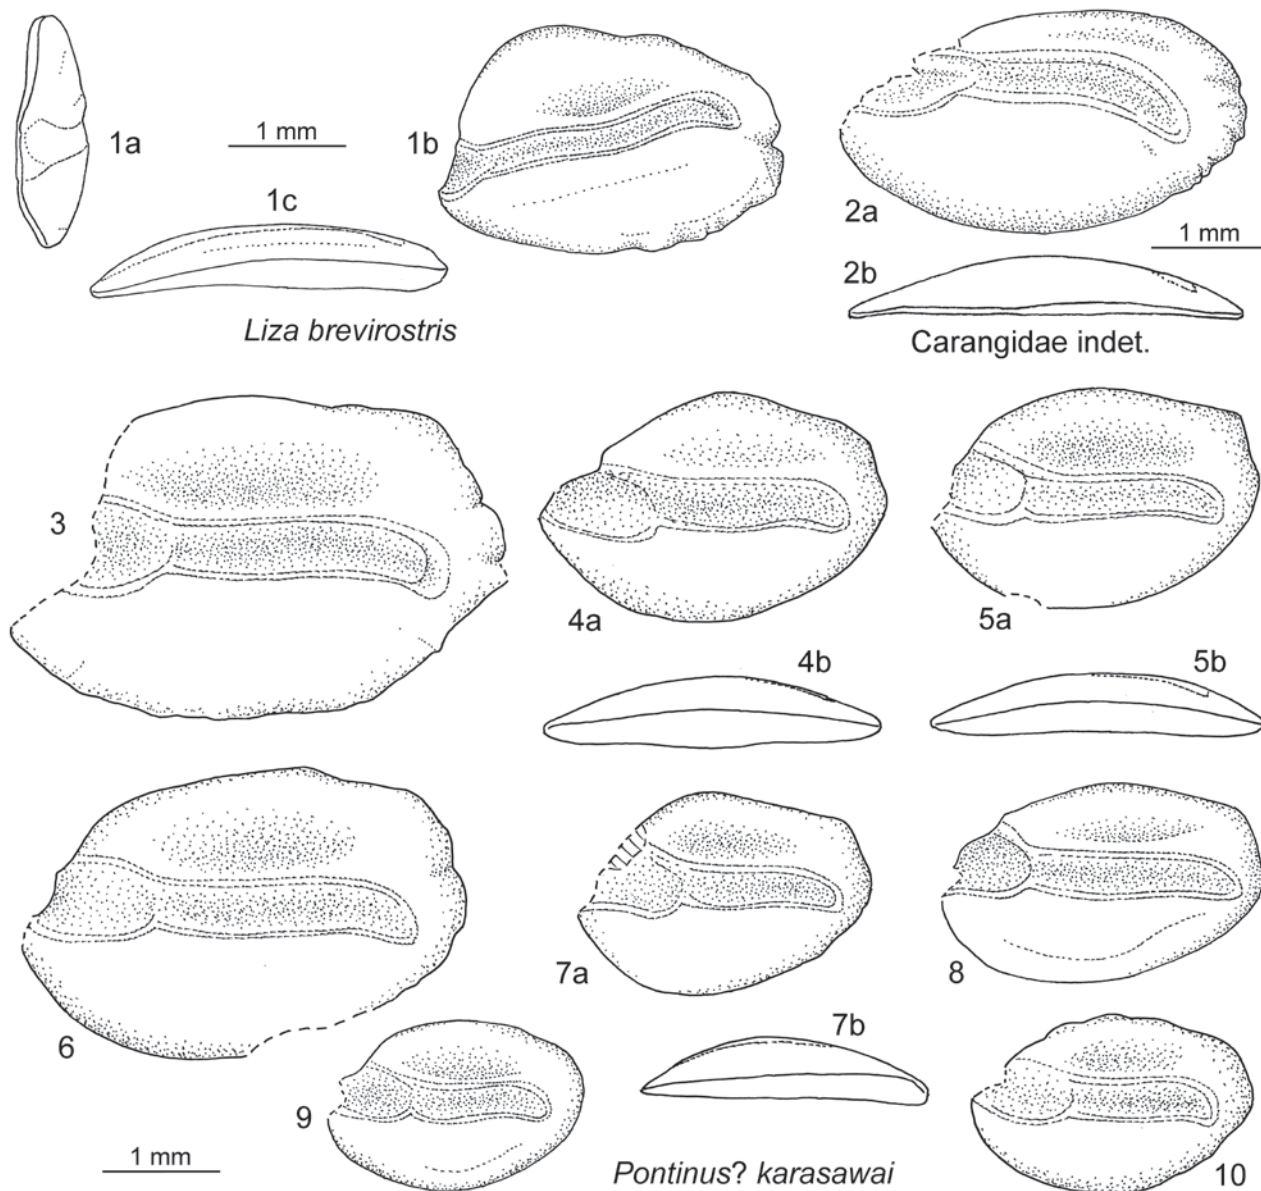 1a
1 mm
1b
1c
Liza brevirostris
2a
1 mm
2b
Carangidae indet.
3
4a
5a
4b
5b
6
7a
8
7b
9
1 mm
Pontinus? karasawai
10